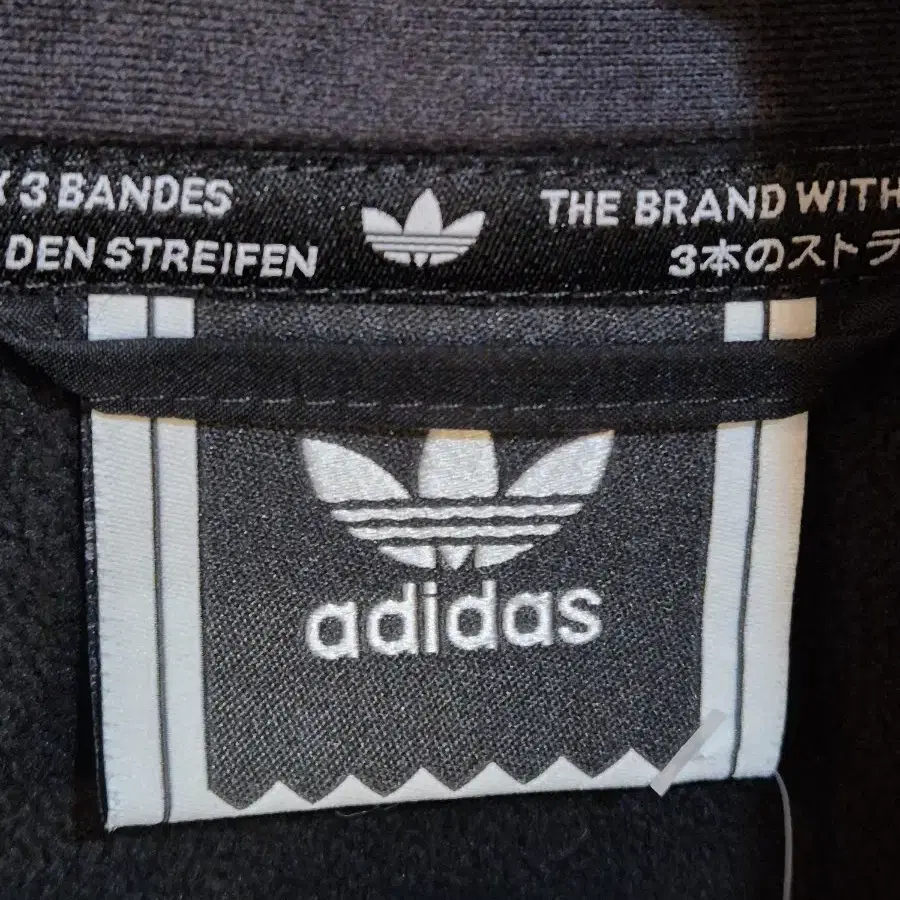 3 BANDES
DEN STREIFEN
THE BRAND WITH
3本のストラ
adidas